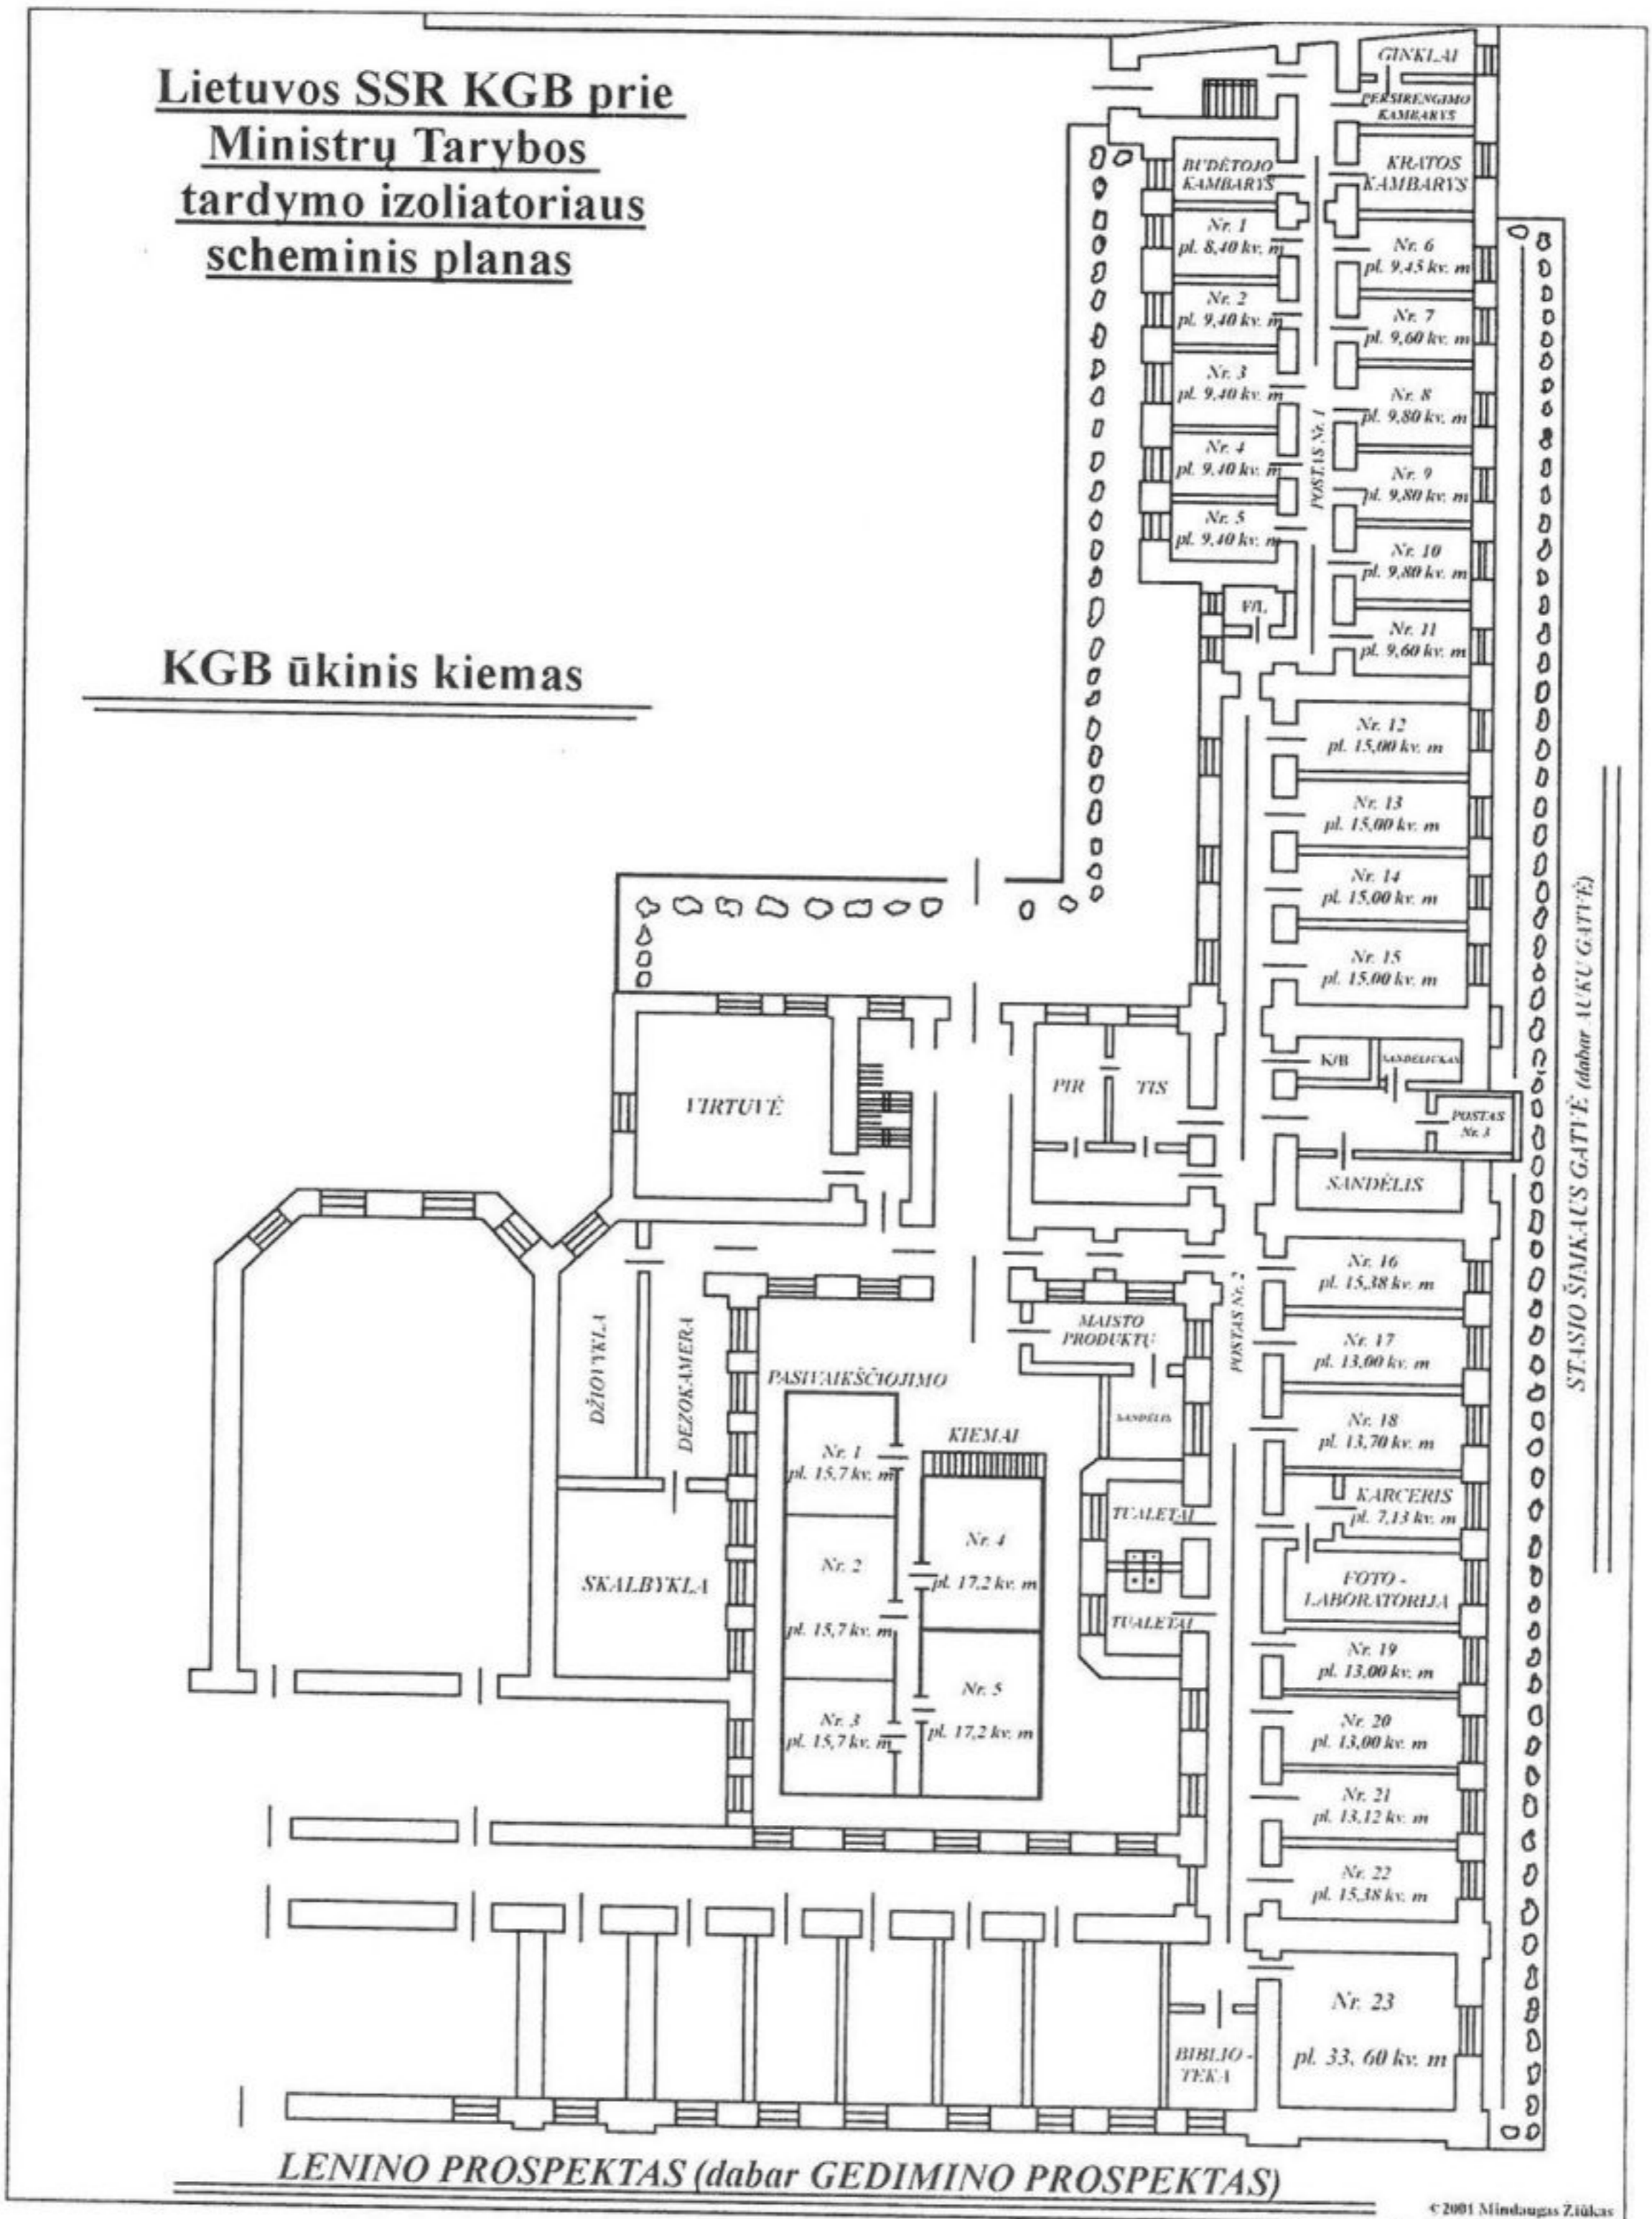 Lietuvos SSR KGB prie
Ministrų Tarybos
tardymo izoliatoriaus
scheminis planas
KGB ūkinis kiemas
GINKLAI
PERSIRENGIMO
KAMBARYS
BUDĖTOJO
KAMBARYS
KRATOS
KAMBARYS
Nr. 1
pl. 8,40 kv. m
Nr. 2
pl. 9,40 kv. m
Nr. 3
pl. 9,40 kv. m
Nr. 4
pl. 9,40 kv. m
Nr. 5
pl. 9,40 kv. m
POSTAS Nr. 1
Nr. 6
pl. 9,45 kv. m
Nr. 7
pl. 9,60 kv. m
Nr. 8
pl. 9,80 kv. m
Nr. 9
pl. 9,80 kv. m
Nr. 10
pl. 9,80 kv. m
Nr. 11
pl. 9,60 kv. m
Nr. 12
pl. 15,00 kv. m
Nr. 13
pl. 15,00 kv. m
Nr. 14
pl. 15,00 kv. m
Nr. 15
pl. 15,00 kv. m
VIRTUVĖ
PIR
TIS
K/B
SANDĖLIUKAS
POSTAS
Nr. 3
SANDĖLIS
STASIO ŠIMKAUS GATVĖ (dabar AUKŲ GATVĖ)
DŽIOVYKLA
DEZOKAMERA
SKALBYKLA
MAISTO
PRODUKTŲ
SANDĖLIS
POSTAS Nr. 2
TUALETAI
TUALETAI
PASIVAIKŠČIOJIMO
KIEMAI
Nr. 1
pl. 15,7 kv. m
Nr. 2
pl. 15,7 kv. m
Nr. 3
pl. 15,7 kv. m
Nr. 4
pl. 17,2 kv. m
Nr. 5
pl. 17,2 kv. m
Nr. 16
pl. 15,38 kv. m
Nr. 17
pl. 13,00 kv. m
Nr. 18
pl. 13,70 kv. m
KARCERIS
pl. 7,13 kv. m
FOTO-
LABORATORIJA
Nr. 19
pl. 13,00 kv. m
Nr. 20
pl. 13,00 kv. m
Nr. 21
pl. 13,12 kv. m
Nr. 22
pl. 15,38 kv. m
Nr. 23
pl. 33, 60 kv. m
BIBLIO-
TEKA
LENINO PROSPEKTAS (dabar GEDIMINO PROSPEKTAS)
©2001 Mindaugas Žiūkas